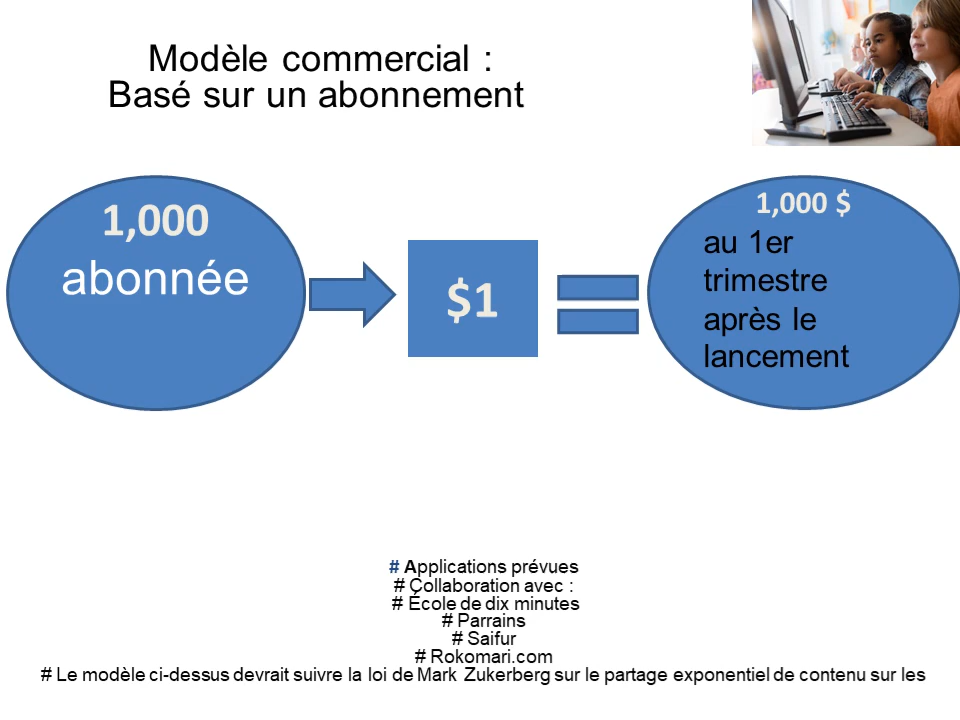 Modèle commercial :
Basé sur un abonnement
1,000
abonnée
$1
1,000 $
au 1er
trimestre
après le
lancement
# Applications prévues
# Collaboration avec :
# École de dix minutes
# Parrains
# Saifur
# Rokomari.com
# Le modèle ci-dessus devrait suivre la loi de Mark Zukerberg sur le partage exponentiel de contenu sur les